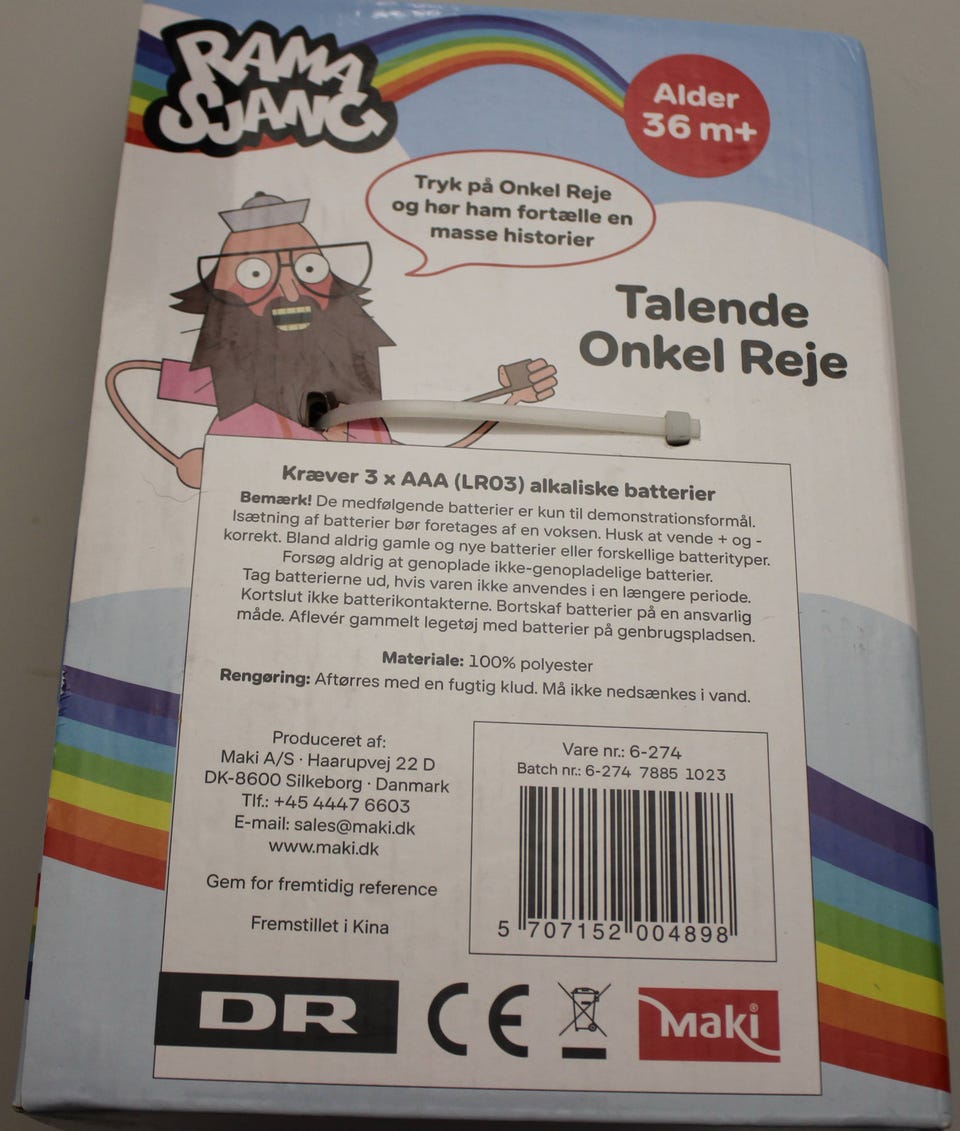 RAMA
SJANG
Alder
36 m+
Tryk på Onkel Reje
og hør ham fortælle en
masse historier
Talende
Onkel Reje
Kræver 3 x AAA (LR03) alkaliske batterier
Bemærk! De medfølgende batterier er kun til demonstrationsformål.
Isætning af batterier bør foretages af en voksen. Husk at vende + og -
korrekt. Bland aldrig gamle og nye batterier eller forskellige batterityper.
Forsøg aldrig at genoplade ikke-genopladelige batterier.
Tag batterierne ud, hvis varen ikke anvendes i en længere periode.
Kortslut ikke batterikontakterne. Bortskaf batterier på en ansvarlig
måde. Aflevér gammelt legetøj med batterier på genbrugspladsen.
Materiale: 100% polyester
Rengøring: Aftørres med en fugtig klud. Må ikke nedsænkes i vand.
Produceret af:
Maki A/S · Haarupvej 22 D
DK-8600 Silkeborg · Danmark
Tlf.: +45 4447 6603
E-mail: sales@maki.dk
www.maki.dk
Gem for fremtidig reference
Fremstillet i Kina
Vare nr.: 6-274
Batch nr.: 6-274 7885 1023
5 707152 004898
DR
CE
Maki®